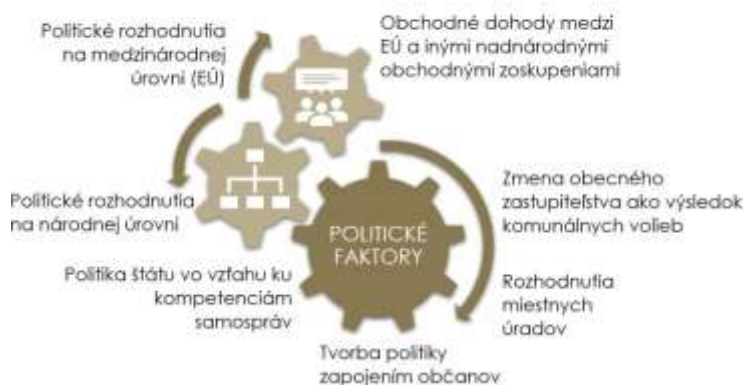 Politické rozhodnutia
na medzinárodnej
úrovni (EÚ)
Obchodné dohody medzi
EÚ a inými nadnárodnými
obchodnými zoskupeniami
Politické rozhodnutia
na národnej úrovni
Zmena obecného
zastupiteľstva ako výsledok
komunálnych volieb
POLITICKÉ
FAKTORY
Politika štátu vo vzťahu ku
kompetenciám
samospráv
Rozhodnutia
miestnych
úradov
Tvorba politiky
zapojením občanov